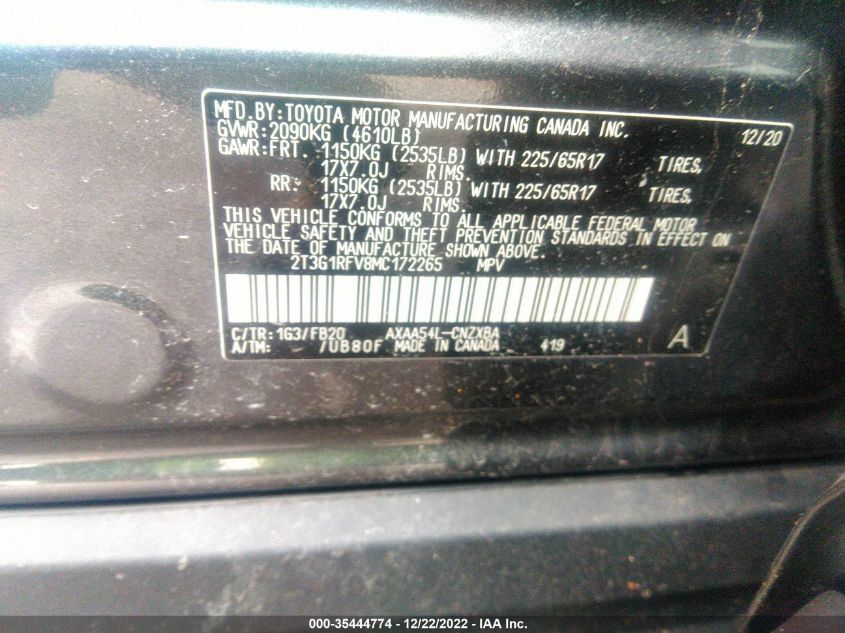 MFD.BY:TOYOTA MOTOR MANUFACTURING CANADA INC. 12/20
GVWR:2090KG (4610LB)
GAWR:FRT. 1150KG (2535LB) WITH 225/65R17 TIRES,
17X7.0J RIMS.
RR: 1150KG (2535LB) WITH 225/65R17 TIRES,
17X7.0J RIMS.
THIS VEHICLE CONFORMS TO ALL APPLICABLE FEDERAL MOTOR
VEHICLE SAFETY AND THEFT PREVENTION STANDARDS IN EFFECT ON
THE DATE OF MANUFACTURE SHOWN ABOVE.
2T3G1RFV8MC172265 MPV
C/TR:1G3/FB20 AXAA54L-CNZXBA
A/TM: /UB80F MADE IN CANADA 419 A
000-35444774 - 12/22/2022 - IAA Inc.